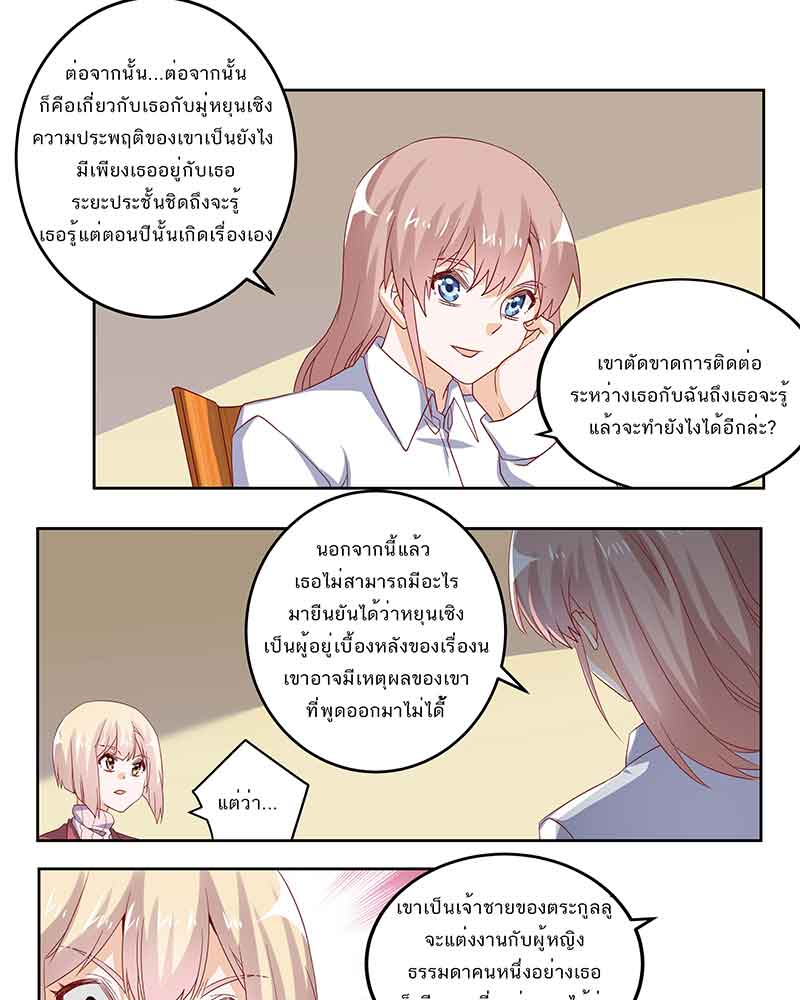 ต่อจากนั้น...ต่อจากนั้น
ก็คือเกี่ยวกับเธอกับมู่หยุนเชิง
ความประพฤติของเขาเป็นยังไง
มีเพียงเธออยู่กับเธอ
ระยะประชั้นชิดถึงจะรู้
เธอรู้แต่ตอนปีนั้นเกิดเรื่องเอง
เขาตัดขาดการติดต่อ
ระหว่างเธอกับฉันถึงเธอจะรู้
แล้วจะทำยังไงได้อีกล่ะ?
นอกจากนี้แล้ว
เธอไม่สามารถมีอะไร
มายืนยันได้ว่าหยุนเชิง
เป็นผู้อยู่เบื้องหลังของเรื่องน
เขาอาจมีเหตุผลของเขา
ที่พูดออกมาไม่ได้ี้
แต่ว่า...
เขาเป็นเจ้าชายของตระกูลลู
จะแต่งงานกับผู้หญิง
ธรรมดาคนหนึ่งอย่างเธอ